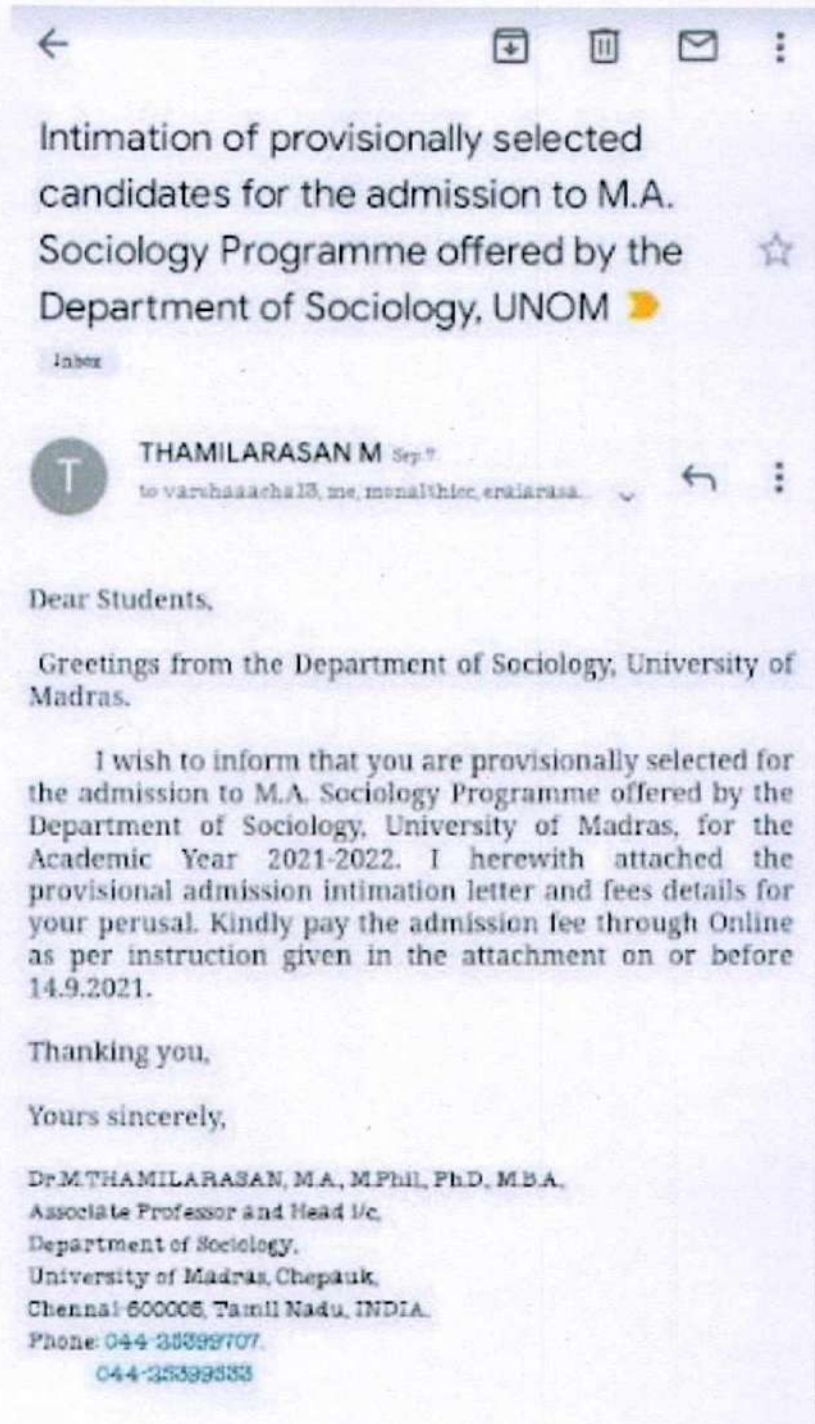 Intimation of provisionally selected
candidates for the admission to M.A.
Sociology Programme offered by the
Department of Sociology, UNOM
Inbox
T
THAMILARASAN M Sep 9
to varshaaacha13, me,
Dear Students,
Greetings from the Department of Sociology, University of
Madras.
I wish to inform that you are provisionally selected for
the admission to M.A. Sociology Programme offered by the
Department of Sociology, University of Madras, for the
Academic Year 2021-2022. I herewith attached the
provisional admission intimation letter and fees details for
your perusal. Kindly pay the admission fee through Online
as per instruction given in the attachment on or before
14.9.2021.
Thanking you,
Yours sincerely,
Dr.M.THAMILARASAN, M.A., M.Phil., Ph.D., M.B.A.,
Associate Professor and Head i/c,
Department of Sociology,
University of Madras, Chepauk,
Chennai-600005, Tamil Nadu, INDIA.
Phone: